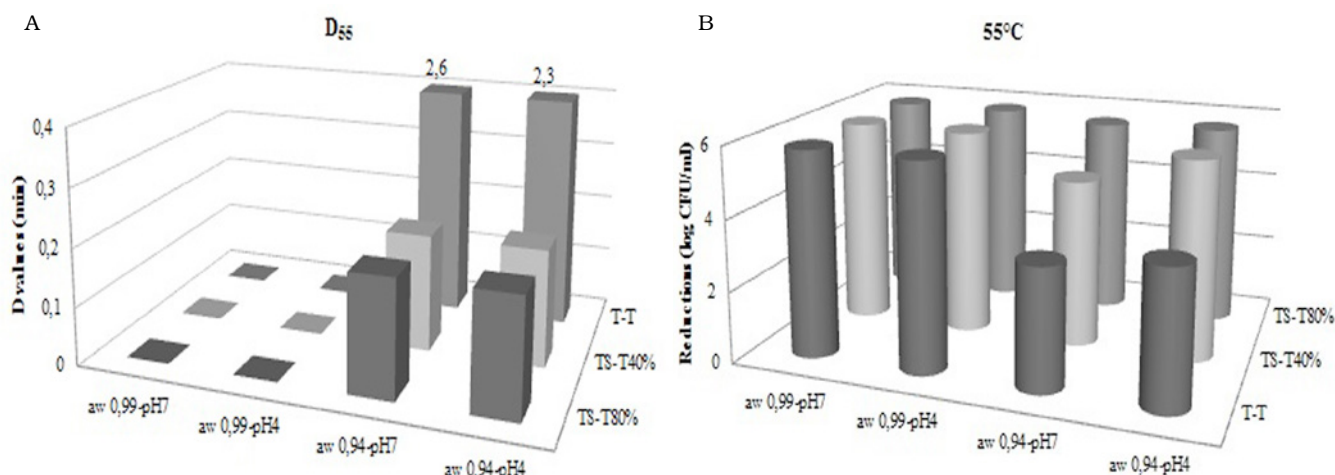 A
D55
2,6
2,3
0,4
0,3
0,2
0,1
0
D values (min)
aw 0,99-pH7
aw 0,99-pH4
aw 0,94-pH7
aw 0,94-pH4
T-T
TS-T40%
TS-T80%
B
55°C
6
4
2
0
Reductions (log CFU/ml)
aw 0,99-pH7
aw 0,99-pH4
aw 0,94-pH7
aw 0,94-pH4
TS-T80%
TS-T40%
T-T